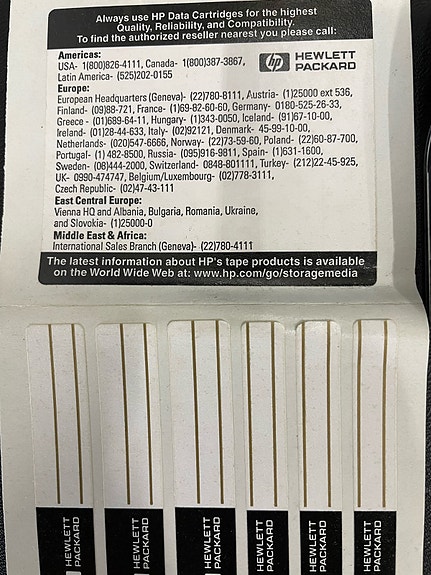 Always use HP Data Cartridges for the highest
Quality, Reliability, and Compatibility.
To find the authorized reseller nearest you please call:
Americas:
USA- 1(800)826-4111, Canada- 1(800)387-3867,
Latin America- (525)202-0155
hp HEWLETT
PACKARD
Europe:
European Headquarters (Geneva)- (22)780-8111, Austria- (1)25000 ext 536,
Finland- (09)88-721, France- (1)69-82-60-60, Germany- 0180-525-26-33,
Greece - (01)689-64-11, Hungary- (1)343-0050, Iceland- (91)67-10-00,
Ireland- (01)28-44-633, Italy- (02)92121, Denmark- 45-99-10-00,
Netherlands- (020)547-6666, Norway- (22)73-59-60, Poland- (22)60-87-700,
Portugal- (1) 482-8500, Russia- (095)916-9811, Spain- (1)631-1600,
Sweden- (08)444-2000, Switzerland- 0848-801111, Turkey- (212)22-45-925,
UK- 0990-474747, Belgium/Luxembourg- (02)778-3111,
Czech Republic- (02)47-43-111
East Central Europe:
Vienna HQ and Albania, Bulgaria, Romania, Ukraine,
and Slovokia- (1)25000-0
Middle East & Africa:
International Sales Branch (Geneva)- (22)780-4111
The latest information about HP's tape products is available
on the World Wide Web at: www.hp.com/go/storagemedia
HEWLETT
PACKARD
HEWLETT
PACKARD
HEWLETT
PACKARD
HEWLETT
PACKARD
HEWLETT
PACKARD
HEWLETT
PACKARD